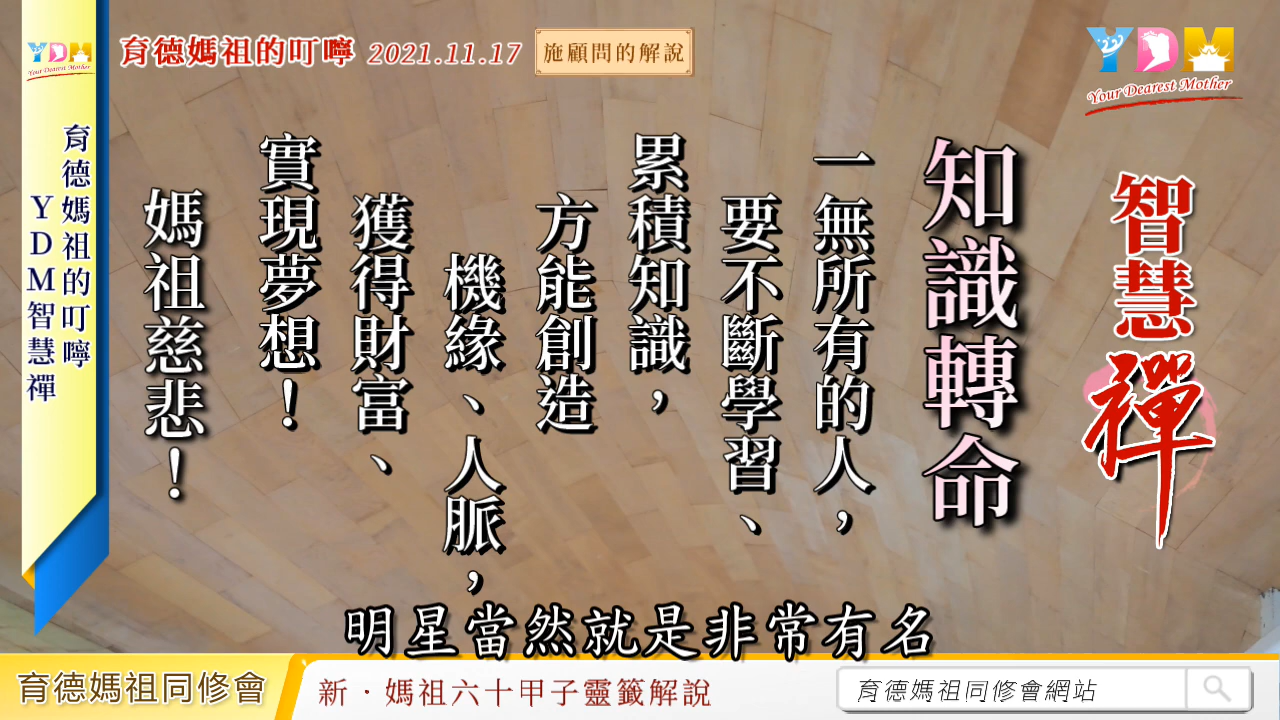 育德媽祖的叮嚀 2021.11.17
施顧問的解說
YDM
Your Dearest Mother
YDM
Your Dearest Mother
育德媽祖的叮嚀
YDM智慧禪
智慧禪
知識轉命
一無所有的人，
要不斷學習、
累積知識，
方能創造
機緣、人脈，
獲得財富、
實現夢想！
媽祖慈悲！
明星當然就是非常有名
育德媽祖同修會
新．媽祖六十甲子靈籤解說
育德媽祖同修會網站